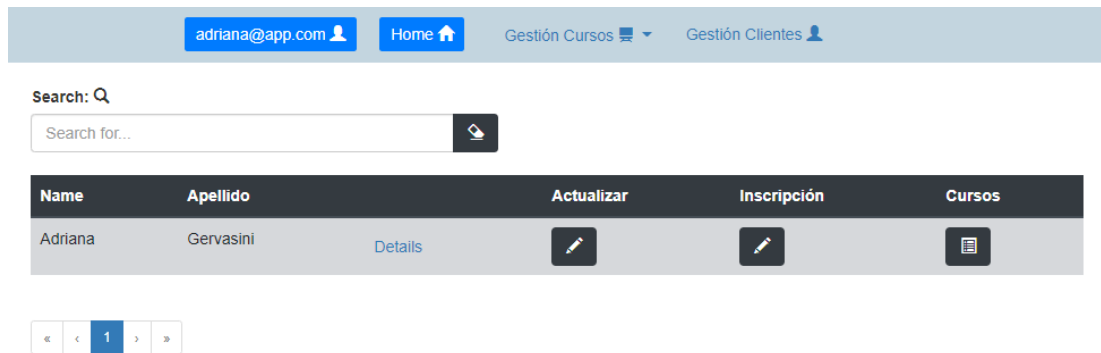 adriana@app.com Home Gestión Cursos Gestión Clientes
Search:
Search for...
Name Apellido Actualizar Inscripción Cursos
Adriana Gervasini Details
« ‹ 1 › »